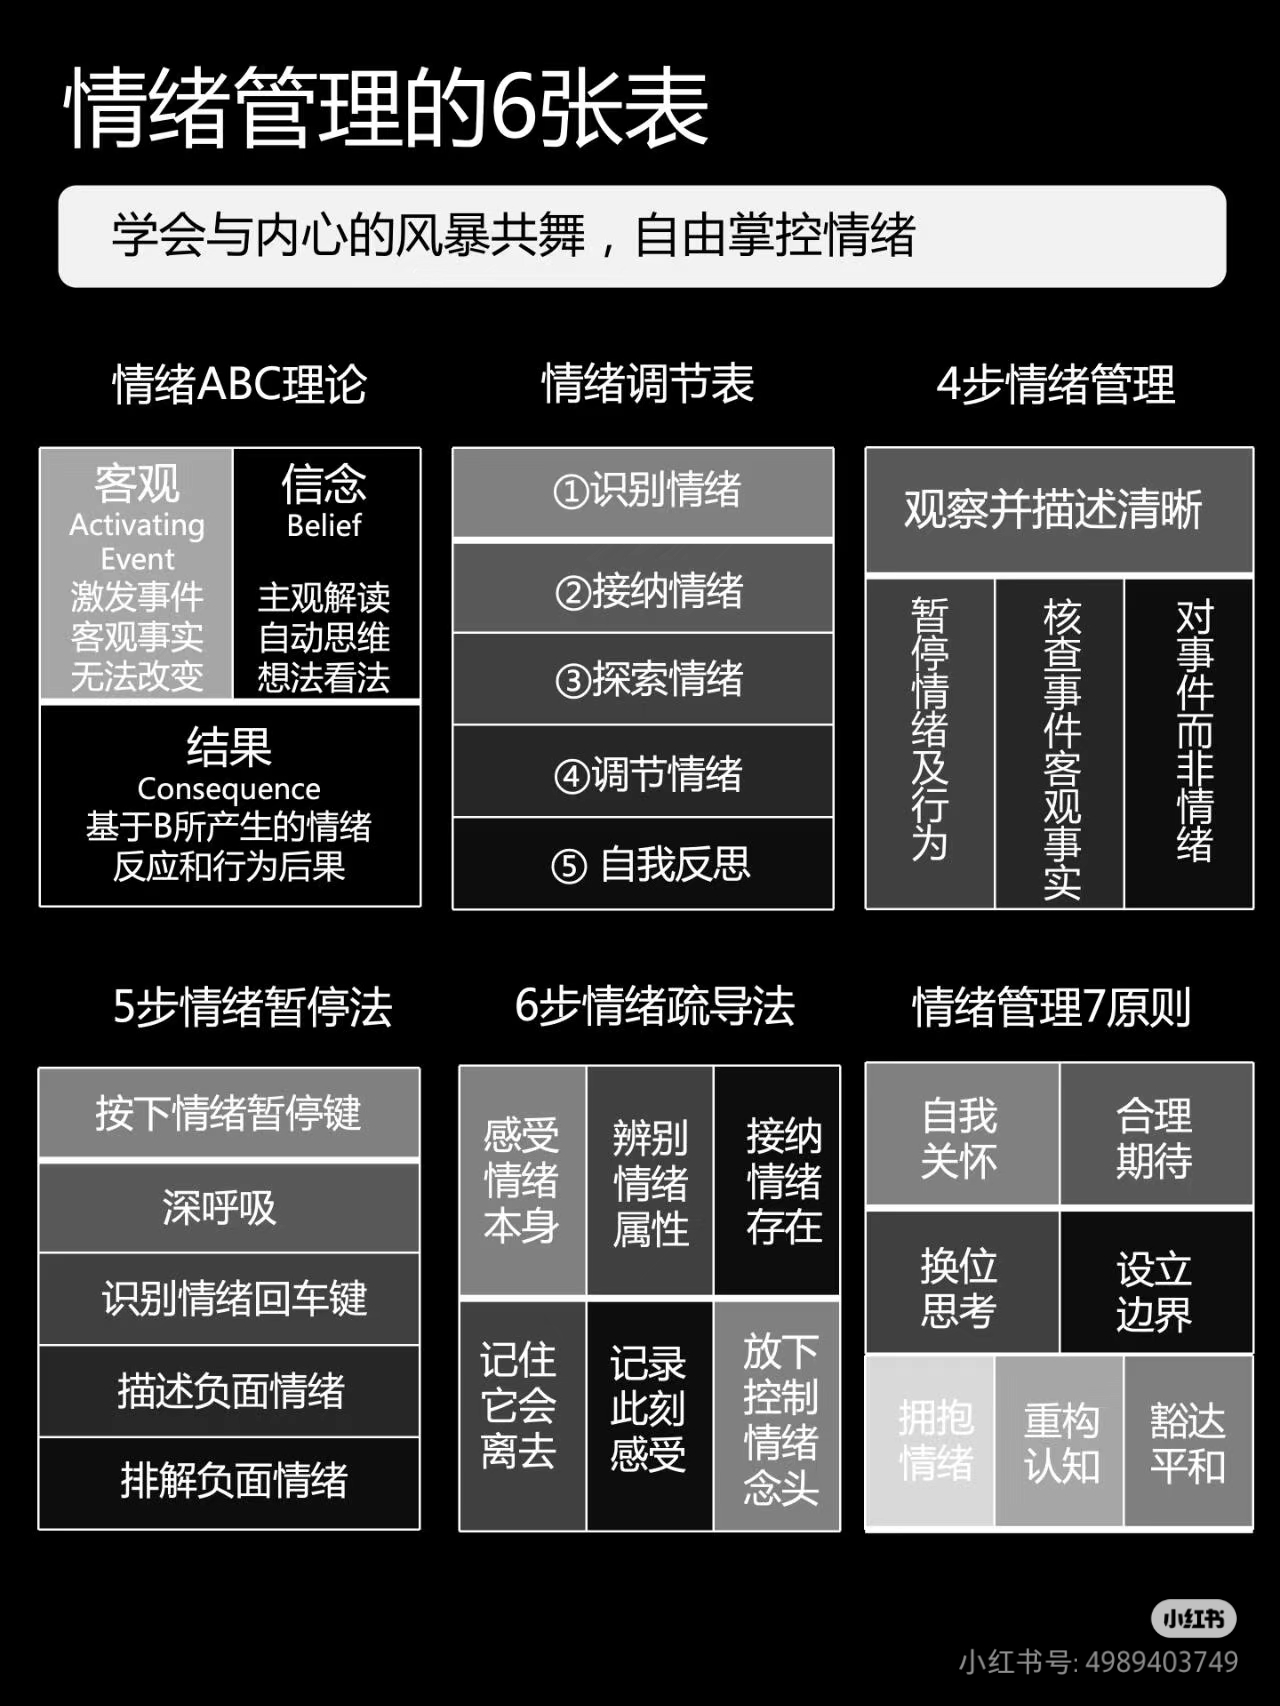 情绪管理的6张表
学会与内心的风暴共舞，自由掌控情绪
情绪ABC理论
客观
Activating
Event
激发事件
客观事实
无法改变
信念
Belief
主观解读
自动思维
想法看法
结果
Consequence
基于B所产生的情绪
反应和行为后果
情绪调节表
①识别情绪
②接纳情绪
③探索情绪
④调节情绪
⑤ 自我反思
4步情绪管理
观察并描述清晰
暂停情绪及行为
核查事件客观事实
对事件而非情绪
5步情绪暂停法
按下情绪暂停键
深呼吸
识别情绪回车键
描述负面情绪
排解负面情绪
6步情绪疏导法
感受
情绪
本身
辨别
情绪
属性
接纳
情绪
存在
记住
它会
离去
记录
此刻
感受
放下
控制
情绪
念头
情绪管理7原则
自我
关怀
合理
期待
换位
思考
设立
边界
拥抱
情绪
重构
认知
豁达
平和
小红书
小红书号: 4989403749